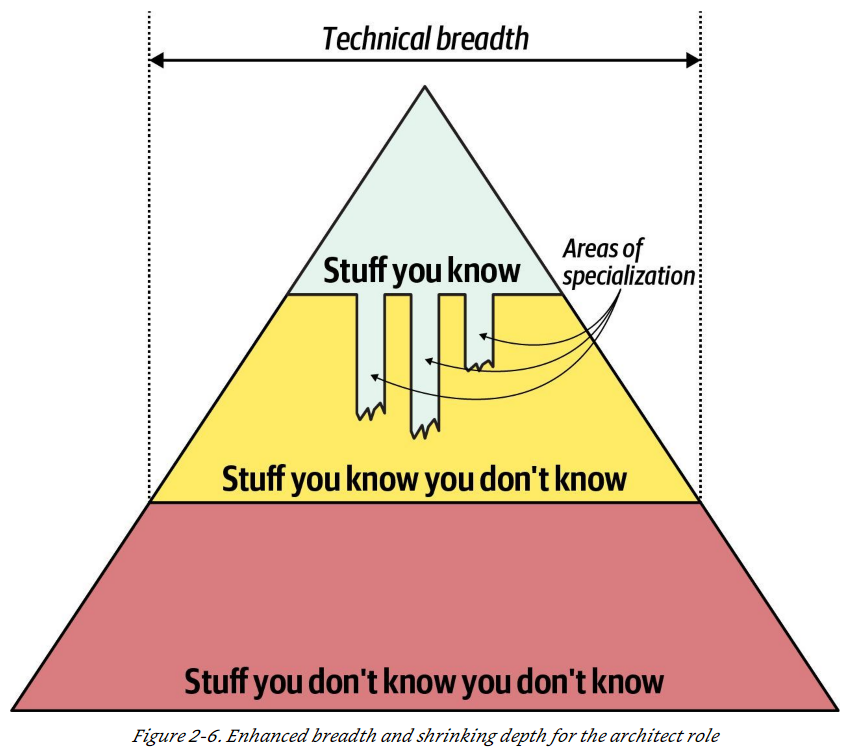 Technical breadth
Stuff you know
Areas of
specialization
Stuff you know you don't know
Stuff you don't know you don't know
Figure 2-6. Enhanced breadth and shrinking depth for the architect role